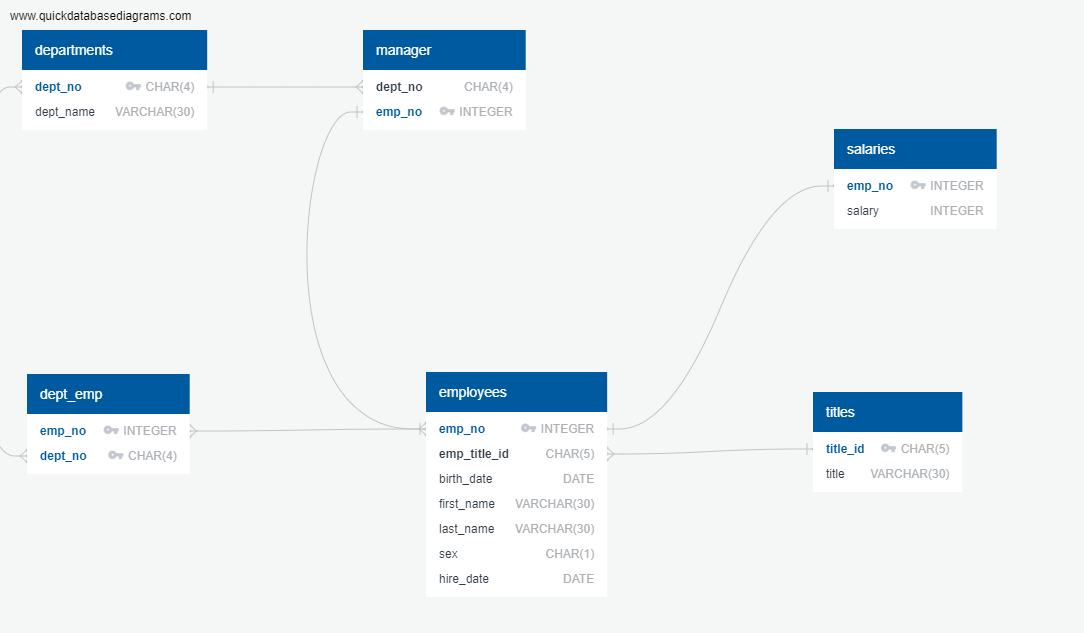 www.quickdatabasediagrams.com
departments
dept_no CHAR(4)
dept_name VARCHAR(30)
manager
dept_no CHAR(4)
emp_no INTEGER
salaries
emp_no INTEGER
salary INTEGER
dept_emp
emp_no INTEGER
dept_no CHAR(4)
employees
emp_no INTEGER
emp_title_id CHAR(5)
birth_date DATE
first_name VARCHAR(30)
last_name VARCHAR(30)
sex CHAR(1)
hire_date DATE
titles
title_id CHAR(5)
title VARCHAR(30)